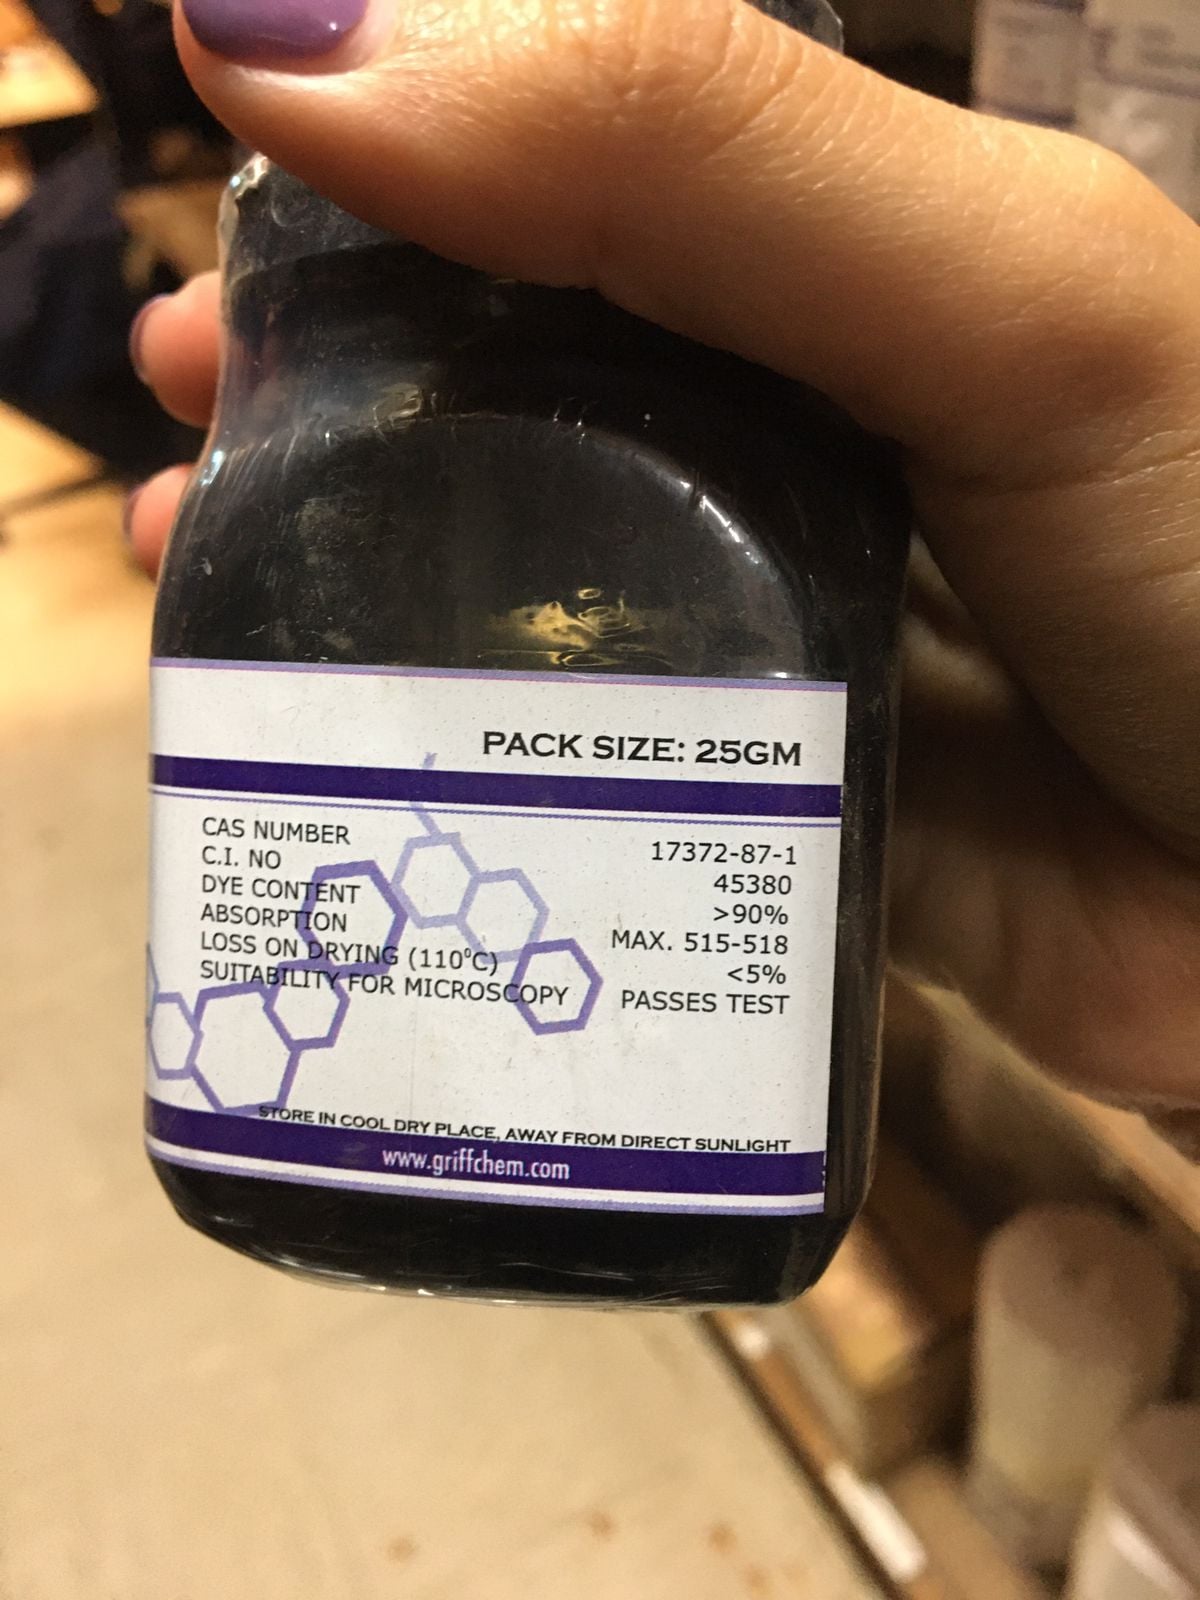 PACK SIZE: 25GM
CAS NUMBER 17372-87-1
C.I. NO 45380
DYE CONTENT >90%
ABSORPTION MAX. 515-518
LOSS ON DRYING (110⁰C) <5%
SUITABILITY FOR MICROSCOPY PASSES TEST
STORE IN COOL DRY PLACE, AWAY FROM DIRECT SUNLIGHT
www.griffchem.com